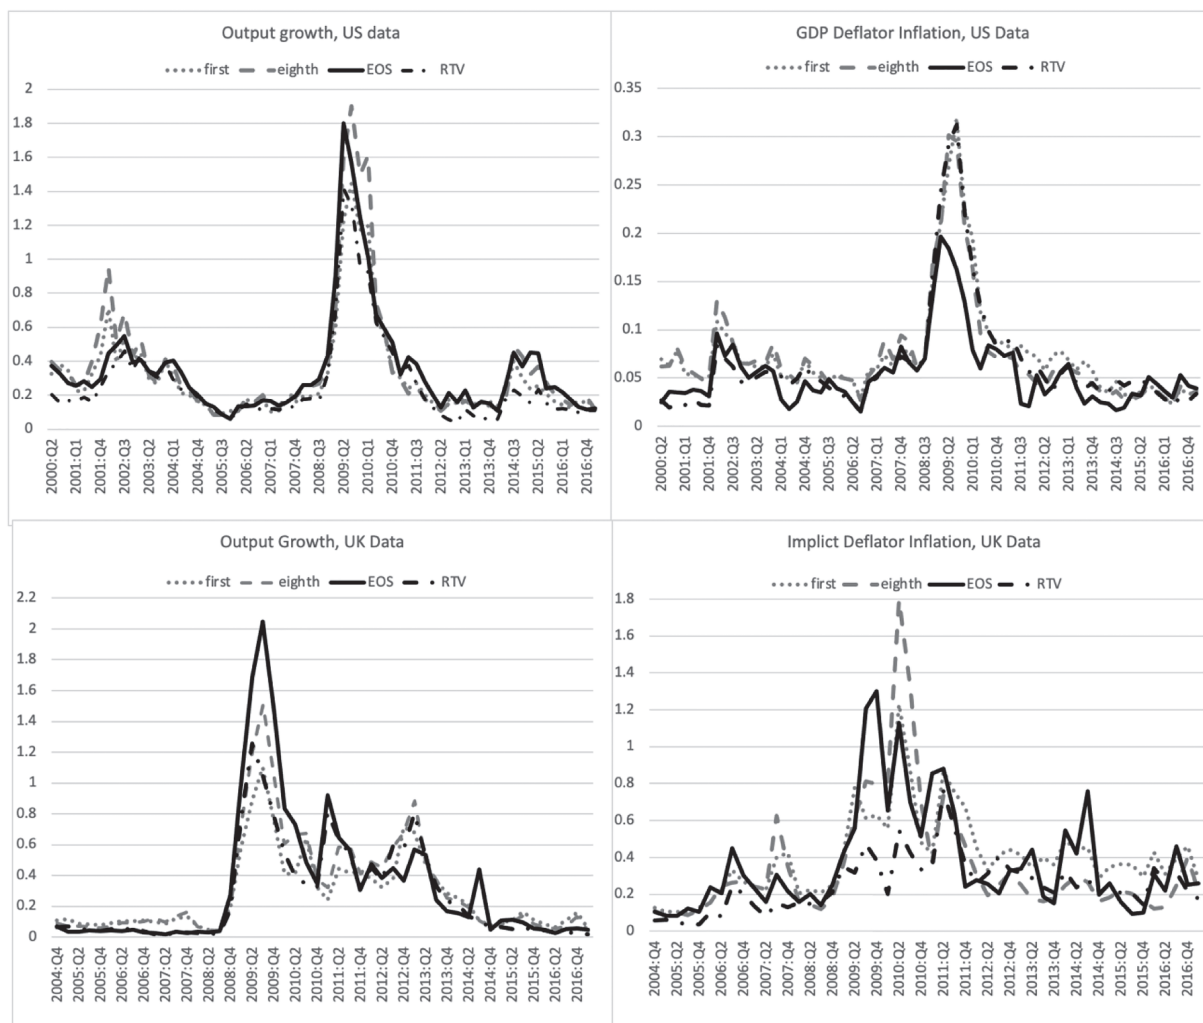 Output growth, US data
first eighth EOS RTV
2
1.8
1.6
1.4
1.2
1
0.8
0.6
0.4
0.2
0
2000:Q2
2001:Q1
2001:Q4
2002:Q3
2003:Q2
2004:Q1
2004:Q4
2005:Q3
2006:Q2
2007:Q1
2007:Q4
2008:Q3
2009:Q2
2010:Q1
2010:Q4
2011:Q3
2012:Q2
2013:Q1
2013:Q4
2014:Q3
2015:Q2
2016:Q1
2016:Q4
GDP Deflator Inflation, US Data
first eighth EOS RTV
0.35
0.3
0.25
0.2
0.15
0.1
0.05
0
2000:Q2
2001:Q1
2001:Q4
2002:Q3
2003:Q2
2004:Q1
2004:Q4
2005:Q3
2006:Q2
2007:Q1
2007:Q4
2008:Q3
2009:Q2
2010:Q1
2010:Q4
2011:Q3
2012:Q2
2013:Q1
2013:Q4
2014:Q3
2015:Q2
2016:Q1
2016:Q4
Output Growth, UK Data
first eighth EOS RTV
2.2
2
1.8
1.6
1.4
1.2
1
0.8
0.6
0.4
0.2
0
2004:Q4
2005:Q2
2005:Q4
2006:Q2
2006:Q4
2007:Q2
2007:Q4
2008:Q2
2008:Q4
2009:Q2
2009:Q4
2010:Q2
2010:Q4
2011:Q2
2011:Q4
2012:Q2
2012:Q4
2013:Q2
2013:Q4
2014:Q2
2014:Q4
2015:Q2
2015:Q4
2016:Q2
2016:Q4
Implict Deflator Inflation, UK Data
first eighth EOS RTV
1.8
1.6
1.4
1.2
1
0.8
0.6
0.4
0.2
0
2004:Q4
2005:Q2
2005:Q4
2006:Q2
2006:Q4
2007:Q2
2007:Q4
2008:Q2
2008:Q4
2009:Q2
2009:Q4
2010:Q2
2010:Q4
2011:Q2
2011:Q4
2012:Q2
2012:Q4
2013:Q2
2013:Q4
2014:Q2
2014:Q4
2015:Q2
2015:Q4
2016:Q2
2016:Q4